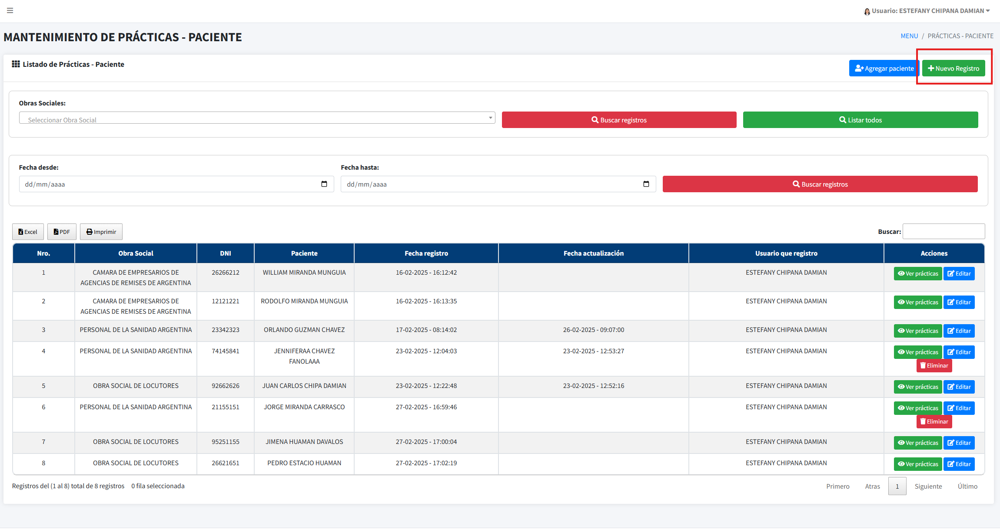 Usuario: ESTEFANY CHIPANA DAMIAN
MANTENIMIENTO DE PRÁCTICAS - PACIENTE
MENU / PRÁCTICAS - PACIENTE
Listado de Prácticas - Paciente
Agregar paciente
Nuevo Registro
Obras Sociales:
Seleccionar Obra Social
Buscar registros
Listar todos
Fecha desde:
Fecha hasta:
dd/mm/aaaa
dd/mm/aaaa
Buscar registros
Excel
PDF
Imprimir
Buscar:
Nro. Obra Social DNI Paciente Fecha registro Fecha actualización Usuario que registro Acciones
1 CAMARA DE EMPRESARIOS DE 26266212 WILLIAM MIRANDA MUNGUIA 16-02-2025 - 16:12:42 ESTEFANY CHIPANA DAMIAN Ver prácticas Editar
AGENCIAS DE REMISES DE ARGENTINA
2 CAMARA DE EMPRESARIOS DE 12121221 RODOLFO MIRANDA MUNGUIA 16-02-2025 - 16:13:35 ESTEFANY CHIPANA DAMIAN Ver prácticas Editar
AGENCIAS DE REMISES DE ARGENTINA
3 PERSONAL DE LA SANIDAD ARGENTINA 23342323 ORLANDO GUZMAN CHAVEZ 17-02-2025 - 08:14:02 26-02-2025 - 09:07:00 ESTEFANY CHIPANA DAMIAN Ver prácticas Editar
4 PERSONAL DE LA SANIDAD ARGENTINA 74145841 JENNIFERAA CHAVEZ 23-02-2025 - 12:04:03 23-02-2025 - 12:53:27 ESTEFANY CHIPANA DAMIAN Ver prácticas Editar
FANOLAAA Eliminar
5 OBRA SOCIAL DE LOCUTORES 92662626 JUAN CARLOS CHIPA DAMIAN 23-02-2025 - 12:22:48 23-02-2025 - 12:52:16 ESTEFANY CHIPANA DAMIAN Ver prácticas Editar
6 PERSONAL DE LA SANIDAD ARGENTINA 21155151 JORGE MIRANDA CARRASCO 27-02-2025 - 16:59:46 ESTEFANY CHIPANA DAMIAN Ver prácticas Editar
Eliminar
7 OBRA SOCIAL DE LOCUTORES 95251155 JIMENA HUAMAN DAVALOS 27-02-2025 - 17:00:04 ESTEFANY CHIPANA DAMIAN Ver prácticas Editar
8 OBRA SOCIAL DE LOCUTORES 26621651 PEDRO ESTACIO HUAMAN 27-02-2025 - 17:02:19 ESTEFANY CHIPANA DAMIAN Ver prácticas Editar
Registros del (1 al 8) total de 8 registros 0 fila seleccionada
Primero Atras 1 Siguiente Último